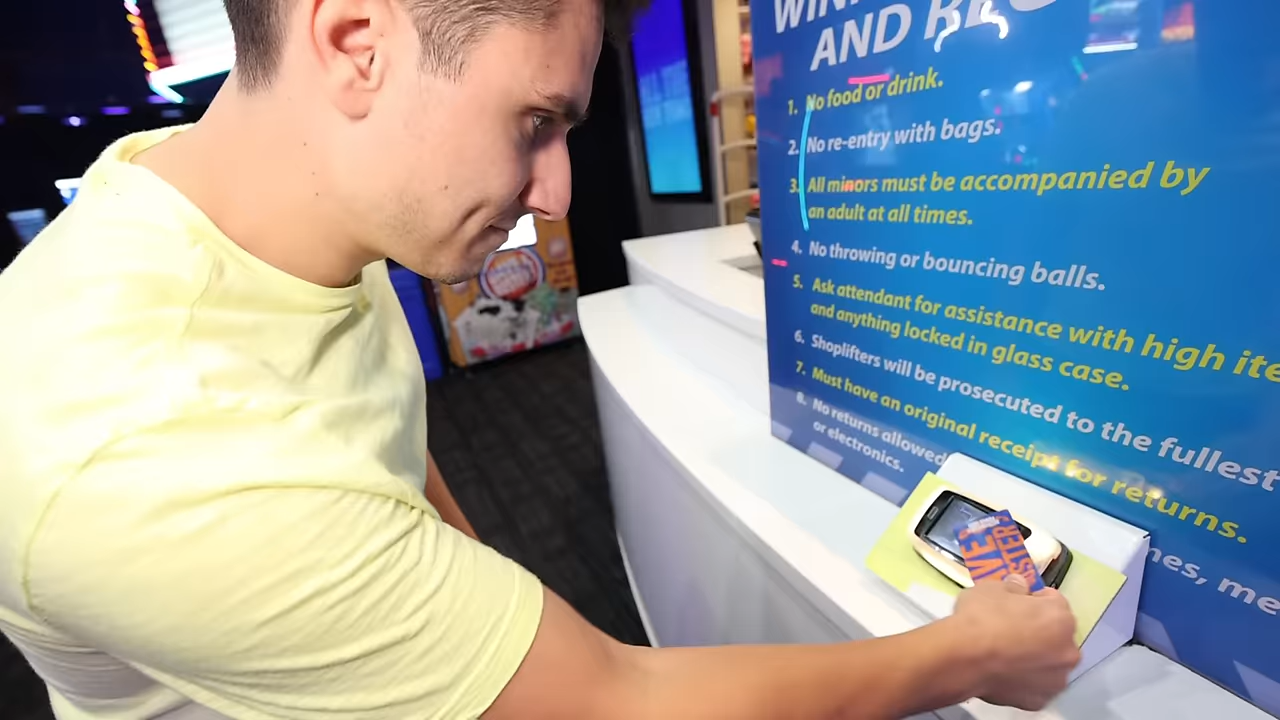 AND
1. No food or drink.
2. No re-entry with bags.
3. All minors must be accompanied by
an adult at all times.
4. No throwing or bouncing balls.
5. Ask attendant for assistance with high ite
and anything locked in glass case.
6. Shoplifters will be prosecuted to the fullest
7. Must have an original receipt for returns.
8. No returns allowed
or electronics.